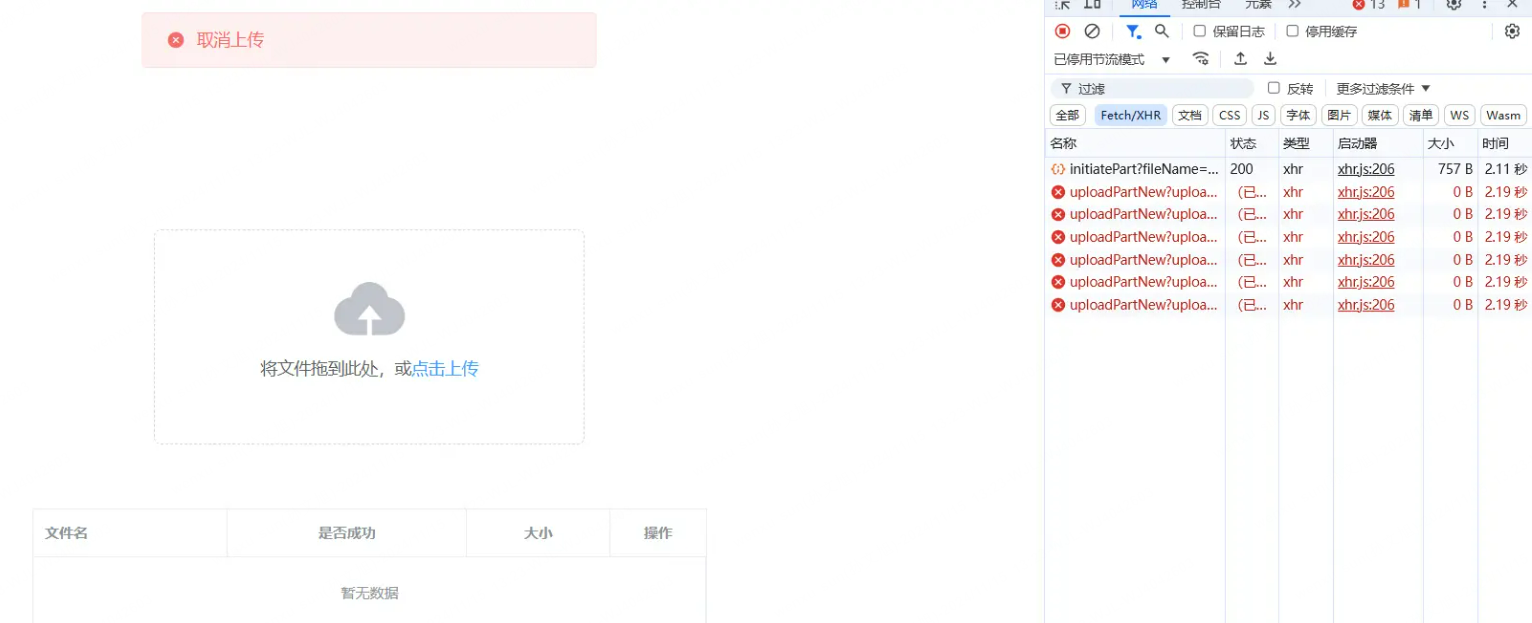 取消上传
将文件拖到此处，或点击上传
文件名 是否成功 大小 操作
暂无数据
网络 控制台 元素 13 1
保留日志 停用缓存
已停用节流模式
过滤 反转 更多过滤条件
全部 Fetch/XHR 文档 CSS JS 字体 图片 媒体 清单 WS Wasm
名称 状态 类型 启动器 大小 时间
initiatePart?fileName=... 200 xhr xhr.js:206 757 B 2.11 秒
uploadPartNew?uploa... (已... xhr xhr.js:206 0 B 2.19 秒
uploadPartNew?uploa... (已... xhr xhr.js:206 0 B 2.19 秒
uploadPartNew?uploa... (已... xhr xhr.js:206 0 B 2.19 秒
uploadPartNew?uploa... (已... xhr xhr.js:206 0 B 2.19 秒
uploadPartNew?uploa... (已... xhr xhr.js:206 0 B 2.19 秒
uploadPartNew?uploa... (已... xhr xhr.js:206 0 B 2.19 秒